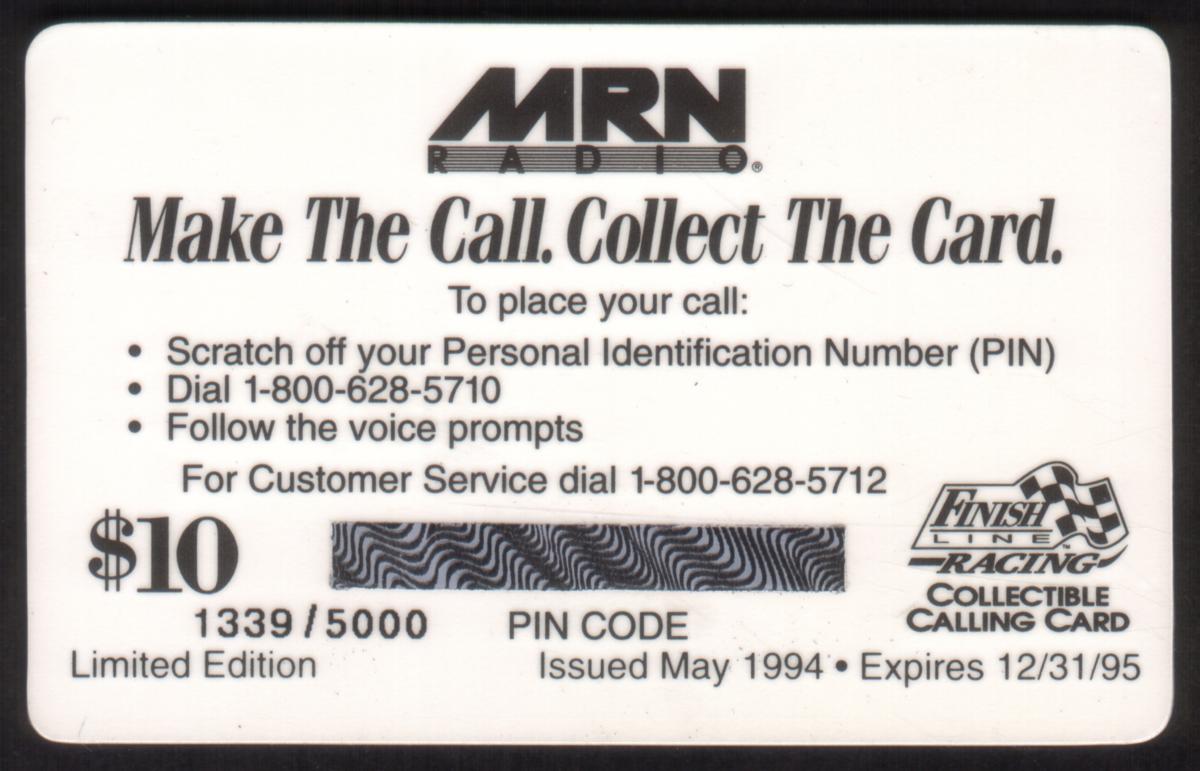 MRN
RADIO®
Make The Call. Collect The Card.
To place your call:
• Scratch off your Personal Identification Number (PIN)
• Dial 1-800-628-5710
• Follow the voice prompts
For Customer Service dial 1-800-628-5712
$10
FINISH
LINE™
RACING
COLLECTIBLE
CALLING CARD
1339/5000
PIN CODE
Limited Edition
Issued May 1994 • Expires 12/31/95